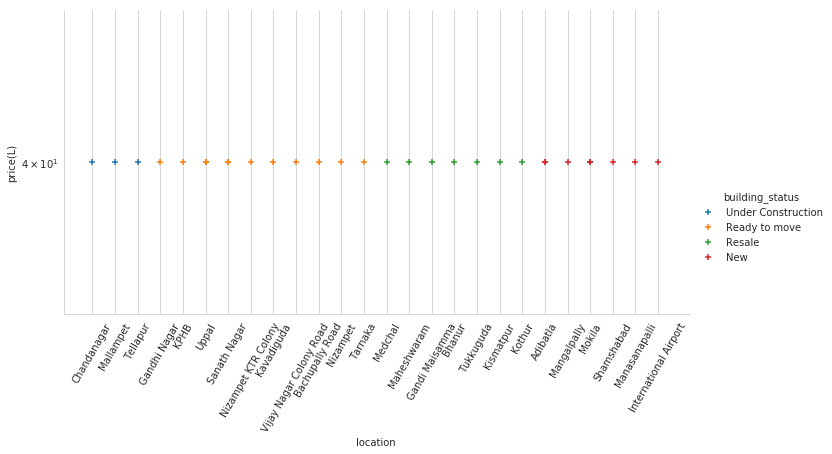 price(L)
4 × 10¹
building_status
Under Construction
Ready to move
Resale
New
Chandanagar
Mallampet
Tellapur
Gandhi Nagar
KPHB
Uppal
Sanath Nagar
Nizampet KTR Colony
Kavadiguda
Vijay Nagar Colony Road
Bachupally Road
Nizampet
Tarnaka
Medchal
Maheshwaram
Gandi Maisamma
Bhanur
Tukkuguda
Kismatpur
Kothur
Adibatla
Mangalpally
Mokila
Shamshabad
Manasanapalli
International Airport
location